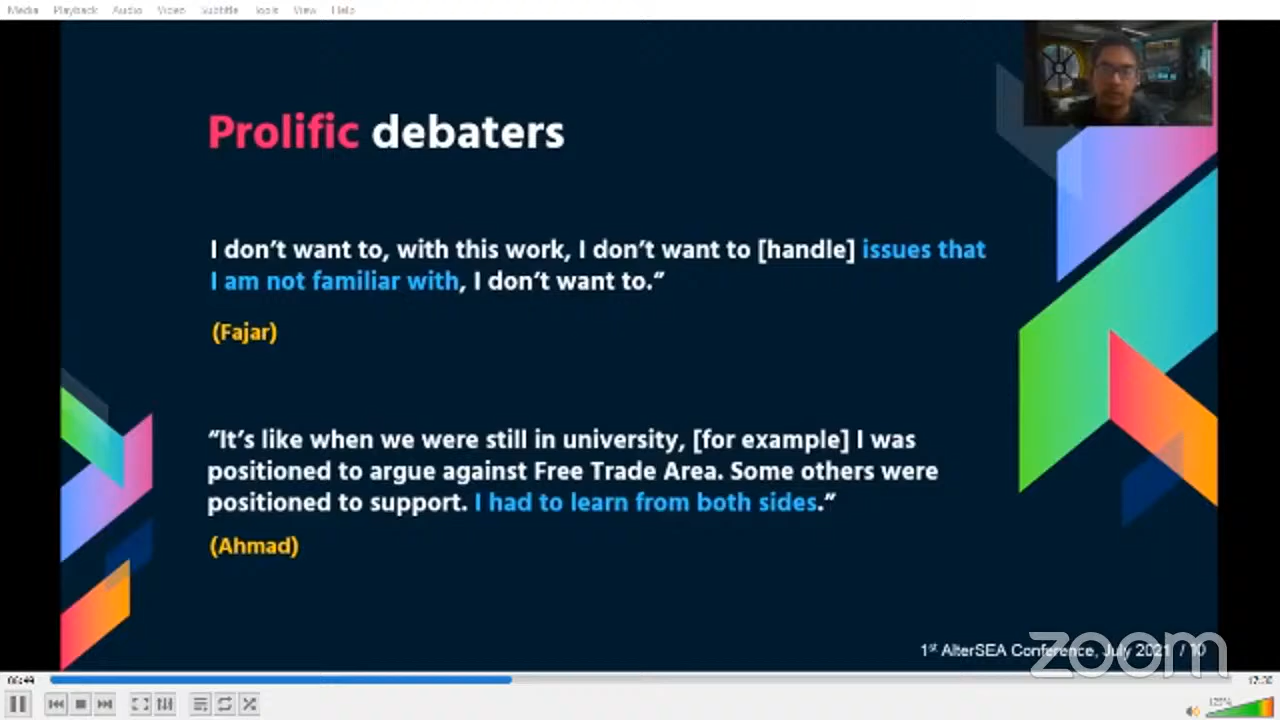 Media Playback Audio Video Subtitle Tools View Help
Prolific debaters
I don’t want to, with this work, I don’t want to [handle] issues that
I am not familiar with, I don’t want to.”
(Fajar)
“It’s like when we were still in university, [for example] I was
positioned to argue against Free Trade Area. Some others were
positioned to support. I had to learn from both sides.”
(Ahmad)
1st AlterSEA Conference, July 2021 / 10
zoom